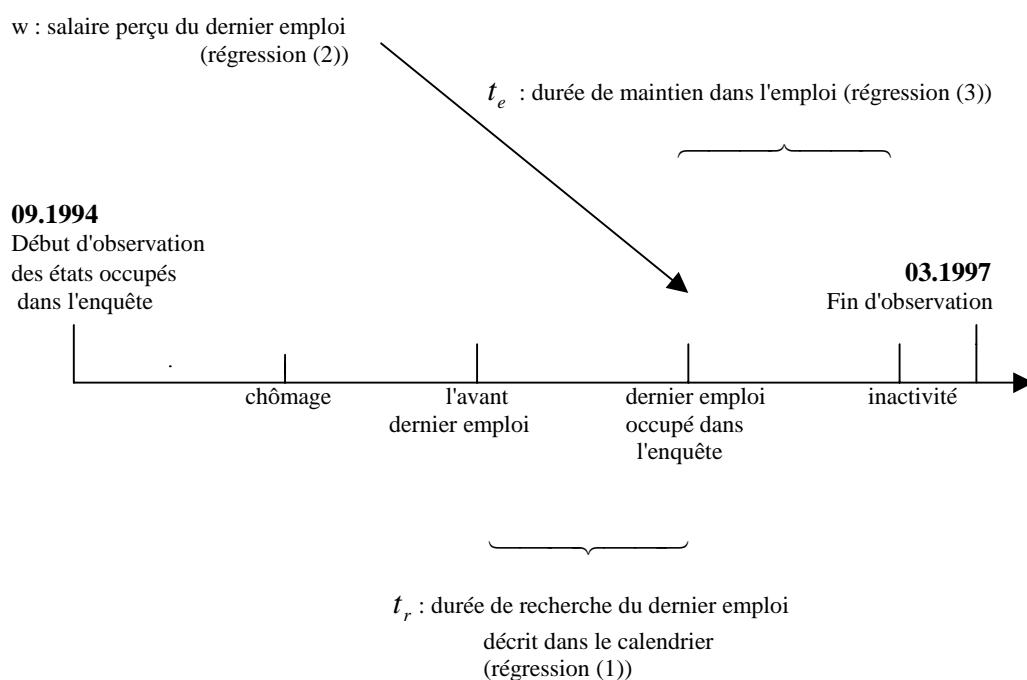 w : salaire perçu du dernier emploi
(régression (2))
t_e : durée de maintien dans l'emploi (régression (3))
09.1994
Début d'observation
des états occupés
dans l'enquête
03.1997
Fin d'observation
chômage
l'avant
dernier emploi
dernier emploi
occupé dans
l'enquête
inactivité
t_r : durée de recherche du dernier emploi
décrit dans le calendrier
(régression (1))